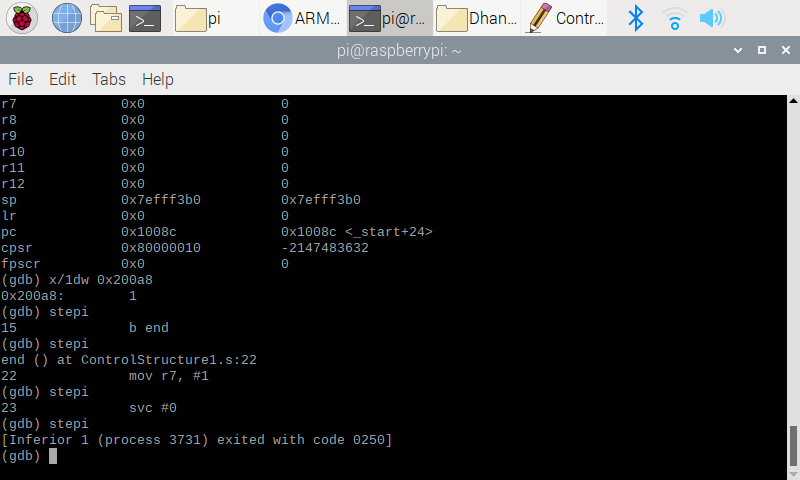 pi
ARM...
pi@r...
Dhan...
Contr...
pi@raspberrypi: ~
File Edit Tabs Help
r7 0x0 0
r8 0x0 0
r9 0x0 0
r10 0x0 0
r11 0x0 0
r12 0x0 0
sp 0x7efff3b0 0x7efff3b0
lr 0x0 0
pc 0x1008c 0x1008c <_start+24>
cpsr 0x80000010 -2147483632
fpscr 0x0 0
(gdb) x/1dw 0x200a8
0x200a8: 1
(gdb) stepi
15 b end
(gdb) stepi
end () at ControlStructure1.s:22
22 mov r7, #1
(gdb) stepi
23 svc #0
(gdb) stepi
[Inferior 1 (process 3731) exited with code 0250]
(gdb)